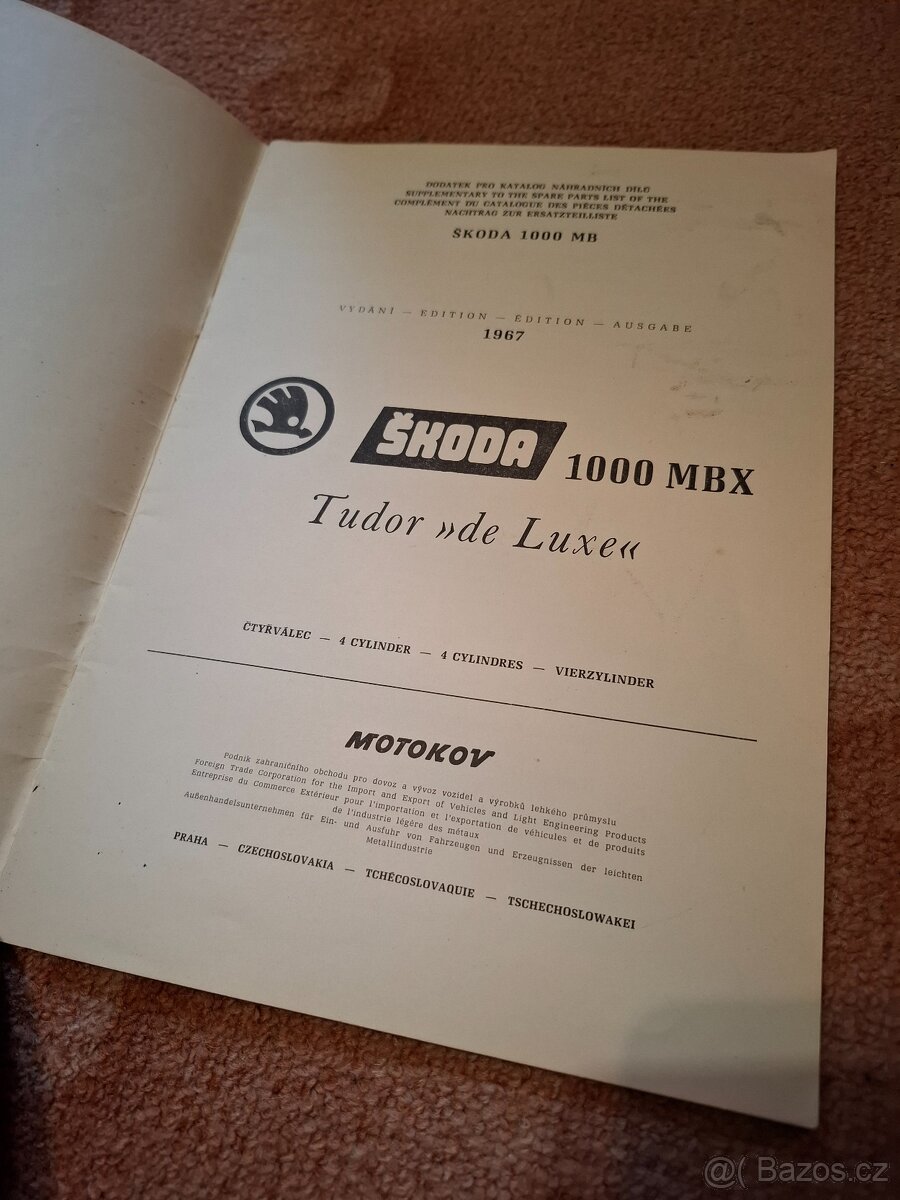 DODATEK PRO KATALOG NÁHRADNÍCH DÍLŮ
SUPPLEMENTARY TO THE SPARE PARTS LIST OF THE
COMPLÉMENT DU CATALOGUE DES PIÈCES DÉTACHÉES
NACHTRAG ZUR ERSATZTEILLISTE
ŠKODA 1000 MB
VYDÁNÍ — EDITION — ÉDITION — AUSGABE
1967
ŠKODA 1000 MBX
Tudor »de Luxe«
ČTYŘVÁLEC — 4 CYLINDER — 4 CYLINDRES — VIERZYLINDER
MOTOKOV
Podnik zahraničního obchodu pro dovoz a vývoz vozidel a výrobků lehkého průmyslu
Foreign Trade Corporation for the Import and Export of Vehicles and Light Engineering Products
Entreprise du Commerce Extérieur pour l'importation et l'exportation de véhicules et de produits
de l'industrie légère des métaux
Außenhandelsunternehmen für Ein- und Ausfuhr von Fahrzeugen und Erzeugnissen der leichten
Metallindustrie
PRAHA — CZECHOSLOVAKIA — TCHÉCOSLOVAQUIE — TSCHECHOSLOWAKEI
@( Bazos.cz